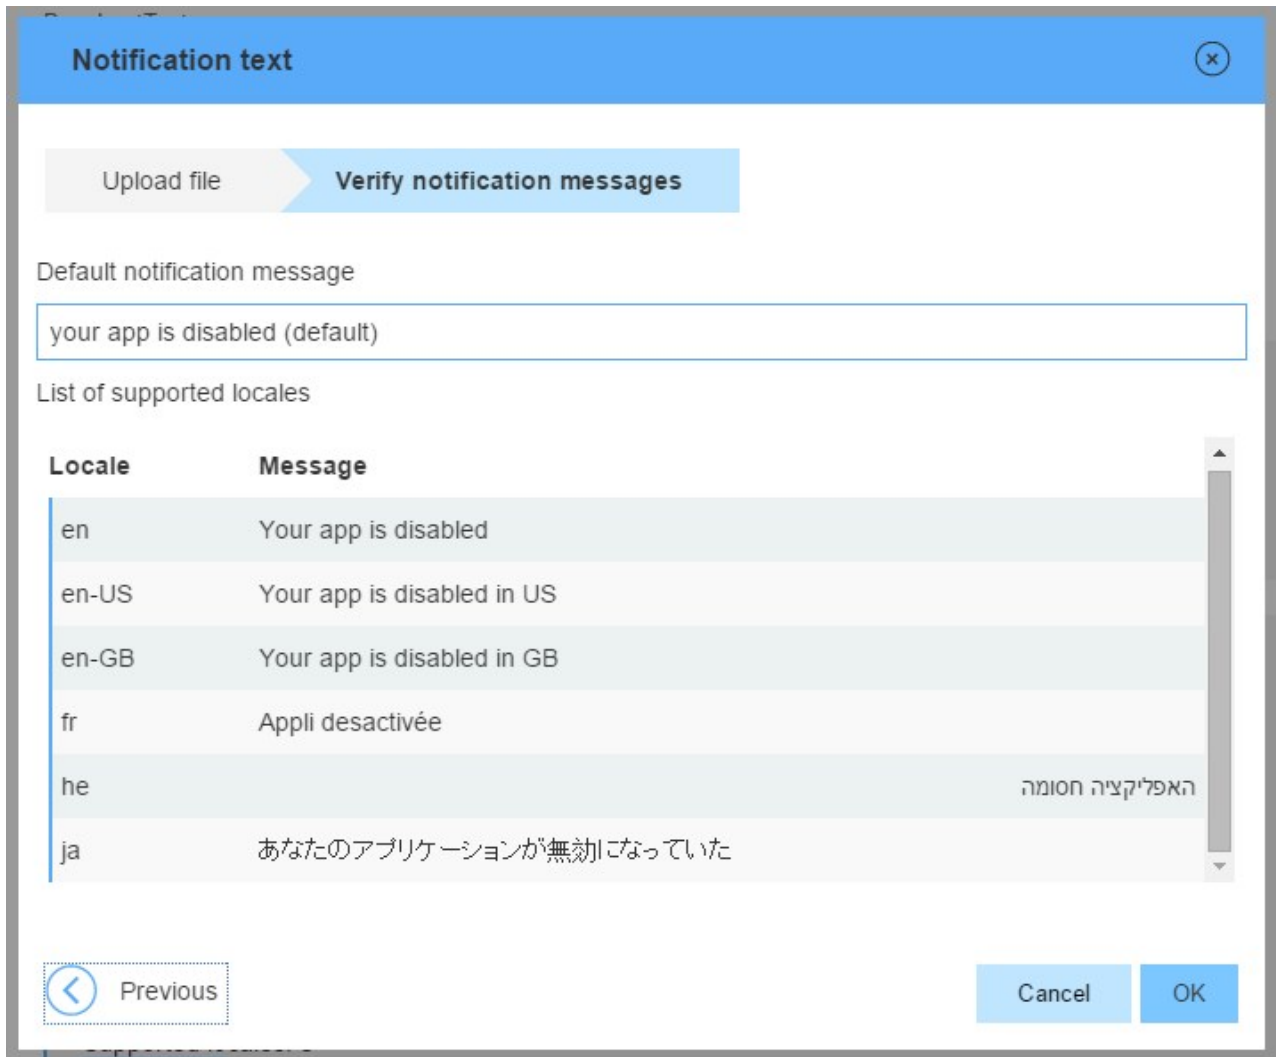 Notification text
Upload file
Verify notification messages
Default notification message
your app is disabled (default)
List of supported locales
Locale Message
en Your app is disabled
en-US Your app is disabled in US
en-GB Your app is disabled in GB
fr Appli desactivée
he האפליקציה חסומה
ja あなたのアプリケーションが無効になっていた
Previous
Cancel
OK